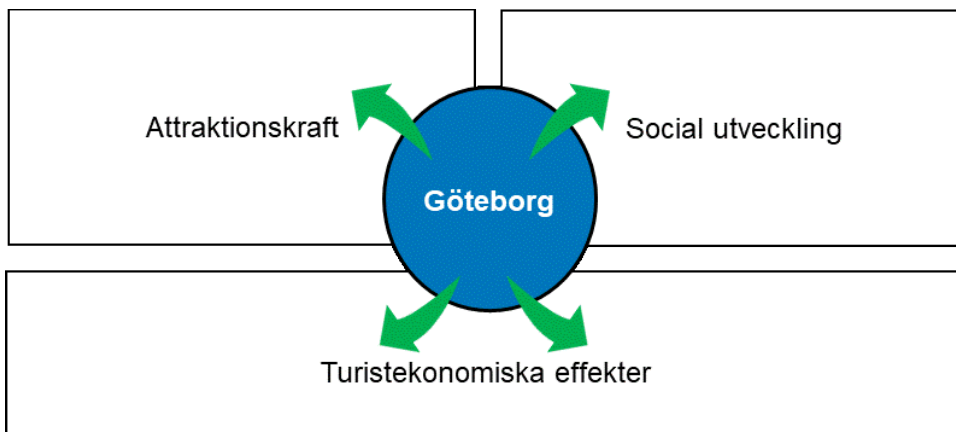 Attraktionskraft
Social utveckling
Göteborg
Turistekonomiska effekter